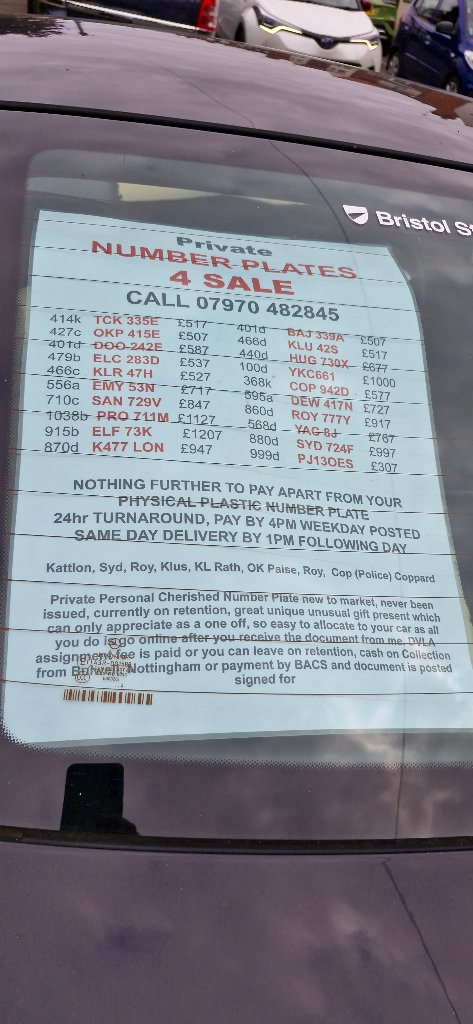 Bristol St
Private
NUMBER PLATES
4 SALE
CALL 07970 482845
414k TCK 335E £517 401d BAJ 339A £507
427c OKP 415E £507 466d KLU 42S £517
401d DOO 242E £587 440d HUG 730X £677
479b ELC 283D £537 100d YKC661 £1000
466c KLR 47H £527 368k COP 942D £577
556a EMY 53N £717 595a DEW 417N £727
710c SAN 729V £847 860d ROY 777Y £917
1038b PRO 711M £1127 568d YAG 8J £767
915b ELF 73K £1207 880d SYD 724F £997
870d K477 LON £947 999d PJ13OES £307
NOTHING FURTHER TO PAY APART FROM YOUR
PHYSICAL PLASTIC NUMBER PLATE
24hr TURNAROUND, PAY BY 4PM WEEKDAY POSTED
SAME DAY DELIVERY BY 1PM FOLLOWING DAY
Kattlon, Syd, Roy, Klus, KL Rath, OK Paise, Roy, Cop (Police) Coppard
Private Personal Cherished Number Plate new to market, never been
issued, currently on retention, great unique unusual gift present which
can only appreciate as a one off, so easy to allocate to your car as all
you do is go online after you receive the document from me, DVLA
assignment fee is paid or you can leave on retention, cash on Collection
from Bulwell, Nottingham or payment by BACS and document is posted
signed for